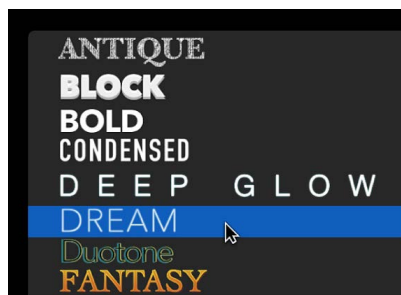 ANTIQUE
BLOCK
BOLD
CONDENSED
DEEP GLOW
DREAM
Duotone
FANTASY